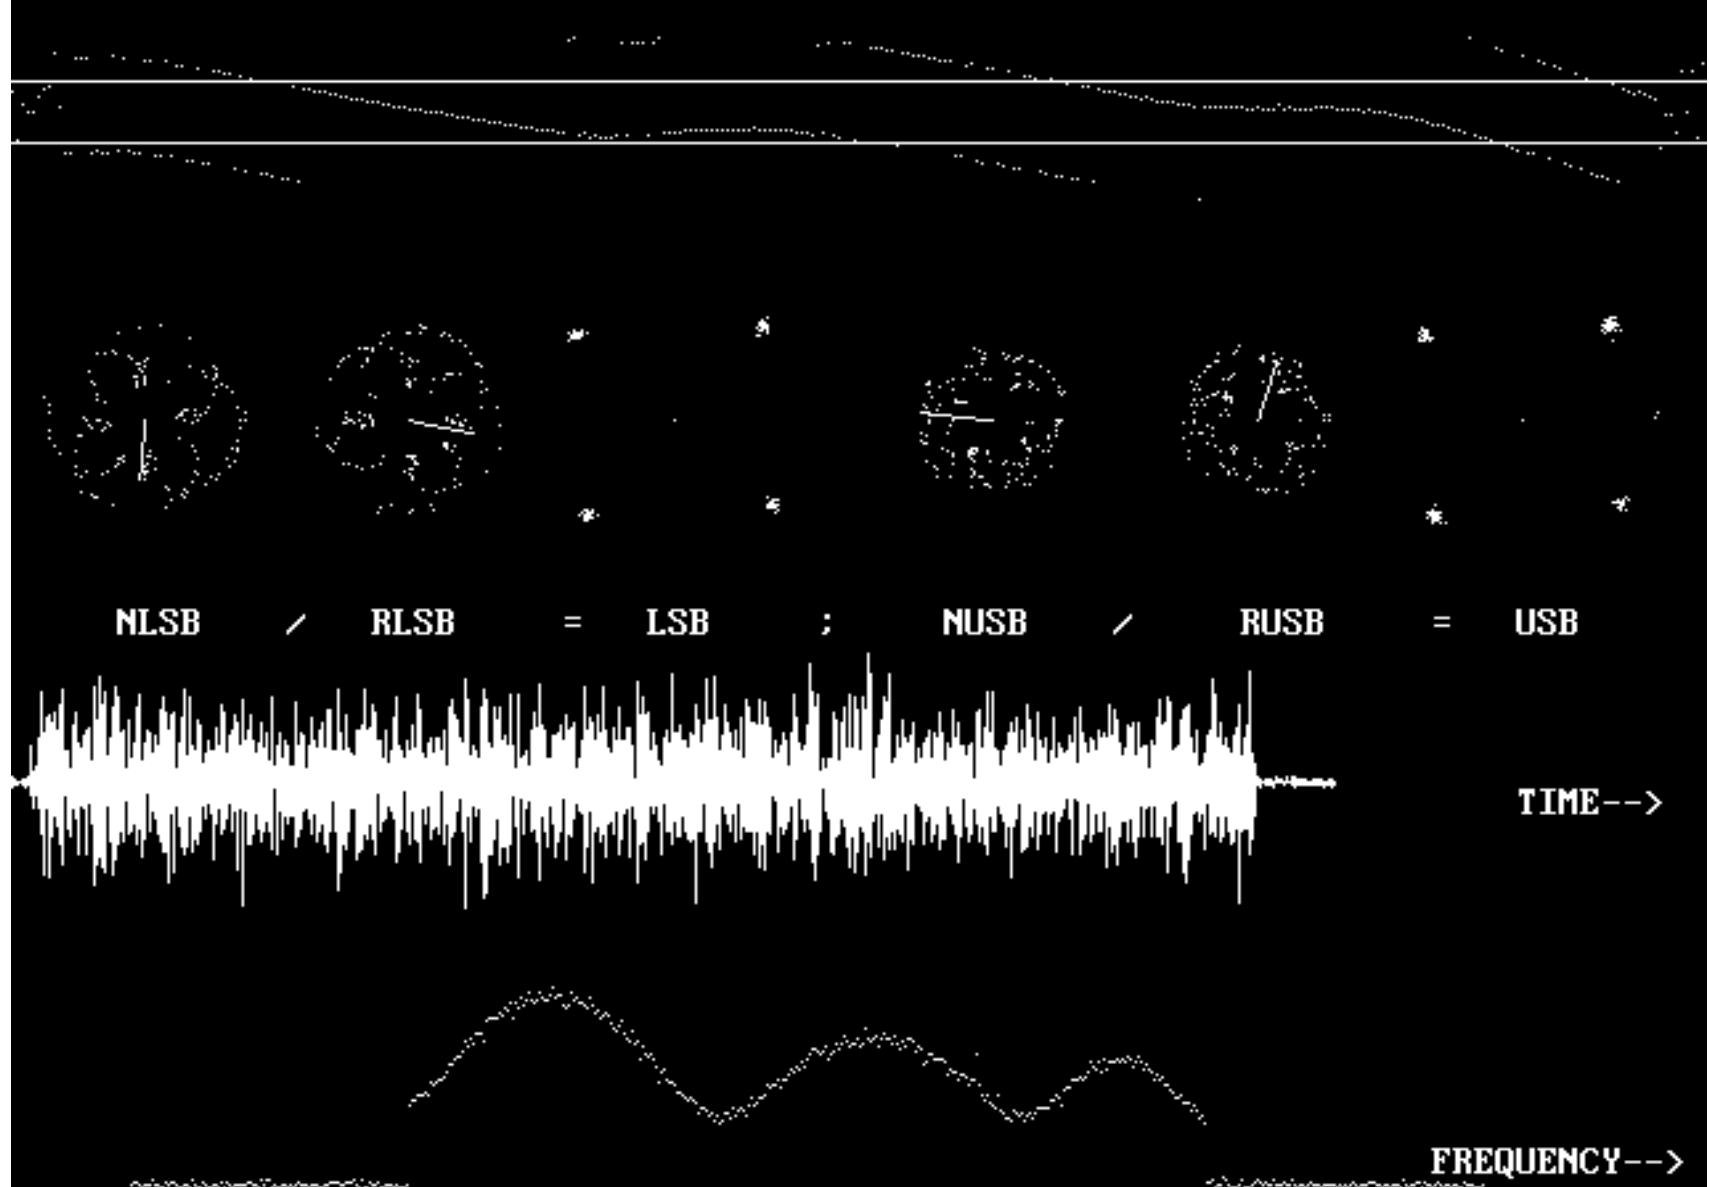 NLSB / RLSB = LSB ; NUSB / RUSB = USB
TIME-->
FREQUENCY-->